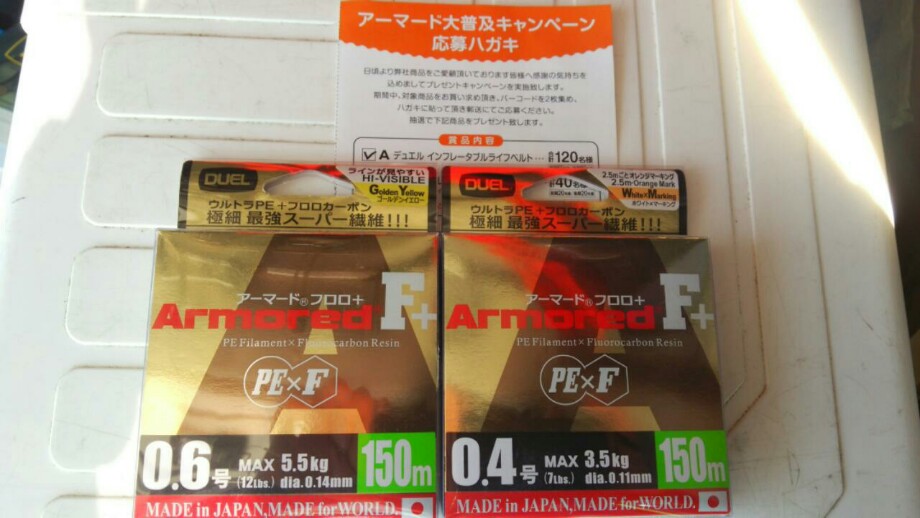 アーマード大普及キャンペーン
応募ハガキ
日頃より弊社商品をご愛顧頂いております皆様へ感謝の気持ちを
込めましてプレゼントキャンペーンを実施致します。
期間中、対象商品をお買い求め頂き、バーコードを2枚集め、
ハガキに貼って頂き郵送にてご応募ください。
抽選で下記商品をプレゼント致します。
賞品内容
A デュエル インフレータブルライフベルト… 合計120名様
DUEL
ラインが見やすい
HI-VISIBLE
Golden Yellow
ゴールデンイエロー
ウルトラPE+フロロカーボン
極細 最強スーパー繊維!!!
アーマード®フロロ+
Armored F+
PE Filament×Fluorocarbon Resin
PE×F
0.6号 MAX 5.5kg (12lbs.) dia.0.14mm 150m
MADE in JAPAN, MADE for WORLD.
DUEL
計40名様
2.5mごとオレンジマーキング
2.5m-Orange Mark
White+Marking
ホワイト+マーキング
ウルトラPE+フロロカーボン
極細 最強スーパー繊維!!!
アーマード®フロロ+
Armored F+
PE Filament×Fluorocarbon Resin
PE×F
0.4号 MAX 3.5kg (7lbs.) dia.0.11mm 150m
MADE in JAPAN, MADE for WORLD.